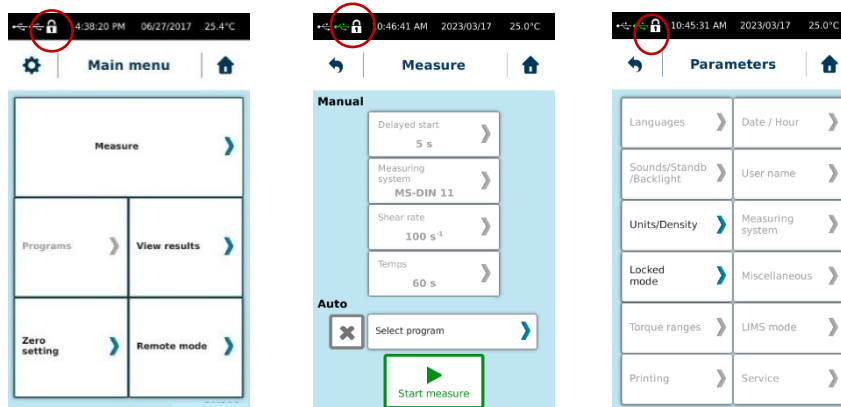 4:38:20 PM 06/27/2017 25.4°C
Main menu
Measure
Programs
View results
Zero
setting
Remote mode
0:46:41 AM 2023/03/17 25.0°C
Measure
Manual
Delayed start
5 s
Measuring
system
MS-DIN 11
Shear rate
100 s⁻¹
Temps
60 s
Auto
Select program
Start measure
10:45:31 AM 2023/03/17 25.0°C
Parameters
Languages
Date / Hour
Sounds/Standb
/Backlight
User name
Units/Density
Measuring
system
Locked
mode
Miscellaneous
Torque ranges
LIMS mode
Printing
Service